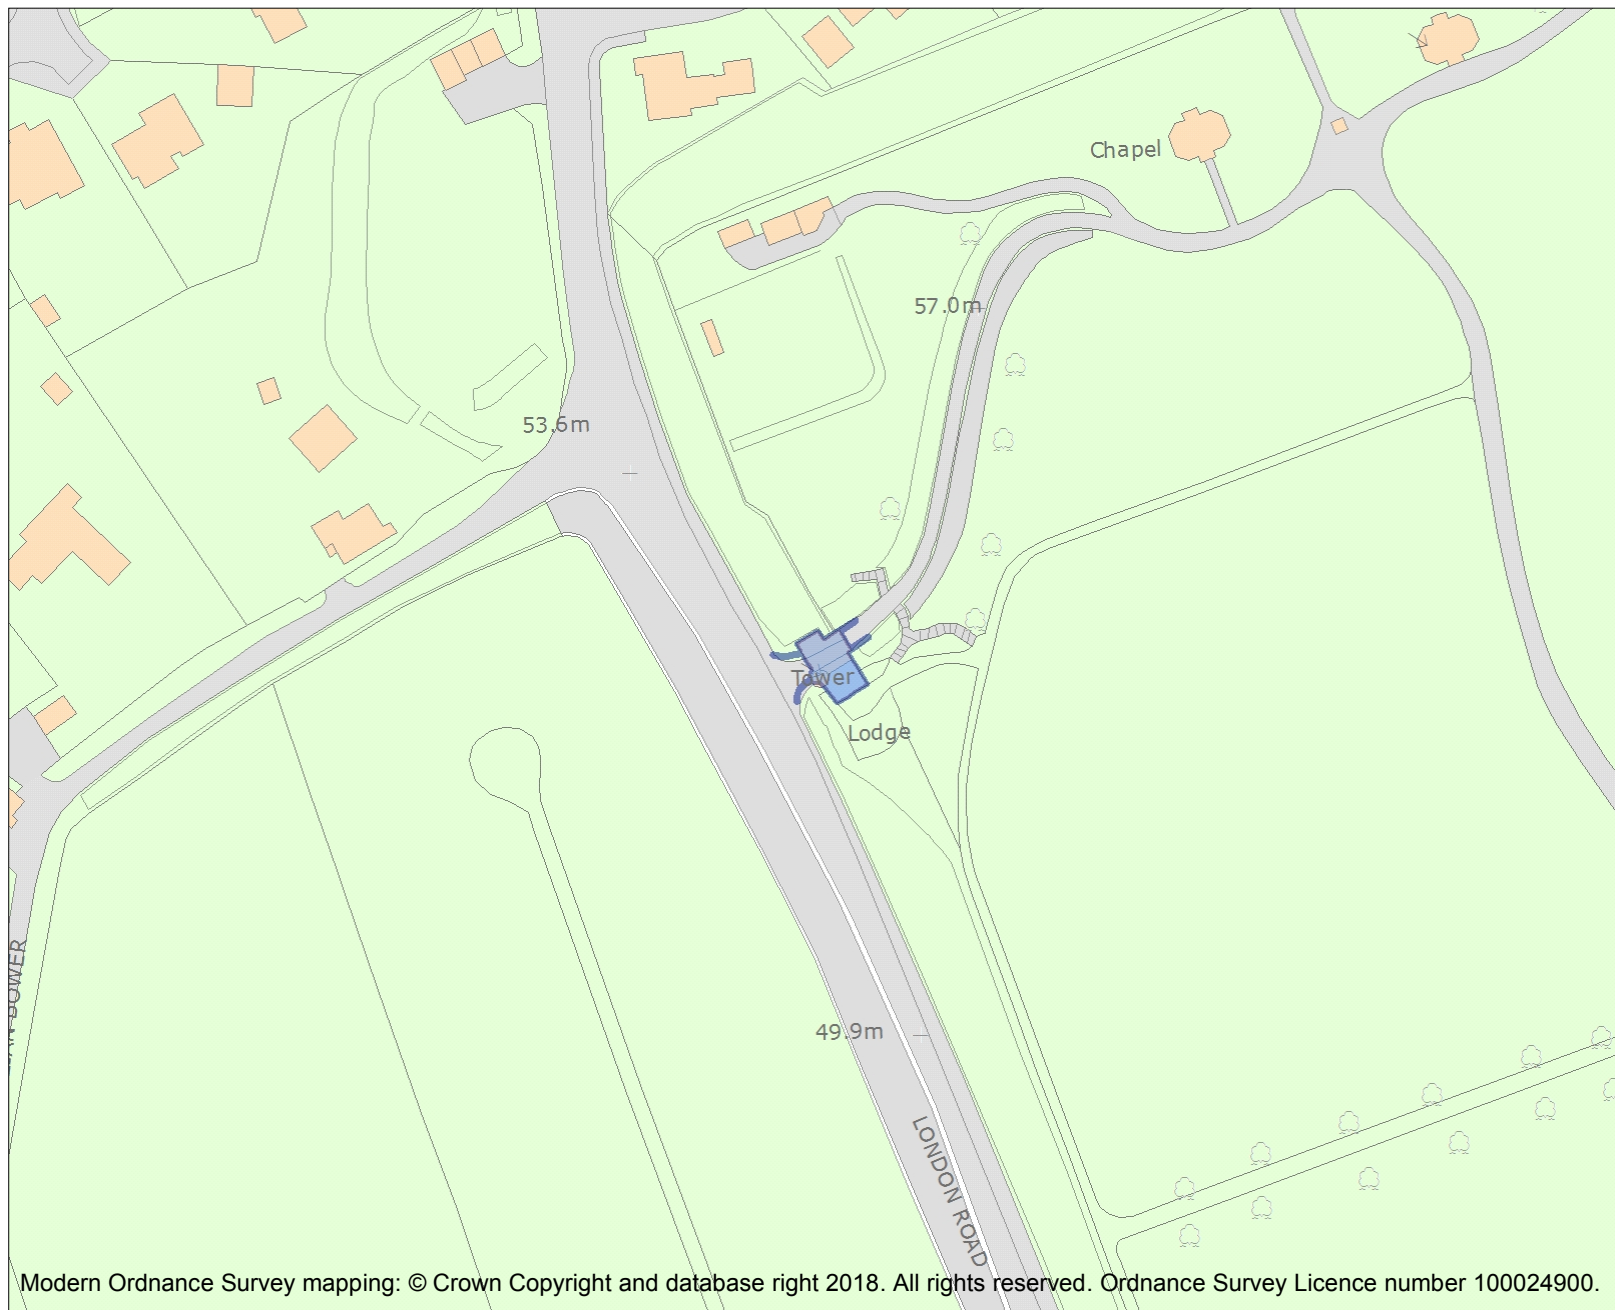 Chapel
57.0m
53.6m
Tower
Lodge
BOWER
49.9m
LONDON ROAD
Modern Ordnance Survey mapping: © Crown Copyright and database right 2018. All rights reserved. Ordnance Survey Licence number 100024900.